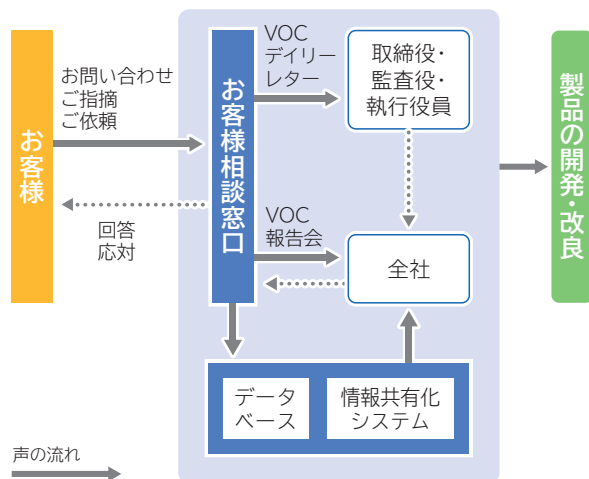 お客様
お問い合わせ
ご指摘
ご依頼
回答
応対
お客様相談窓口
VOC
デイリー
レター
取締役・
監査役・
執行役員
VOC
報告会
全社
データ
ベース
情報共有化
システム
製品の開発・改良
声の流れ